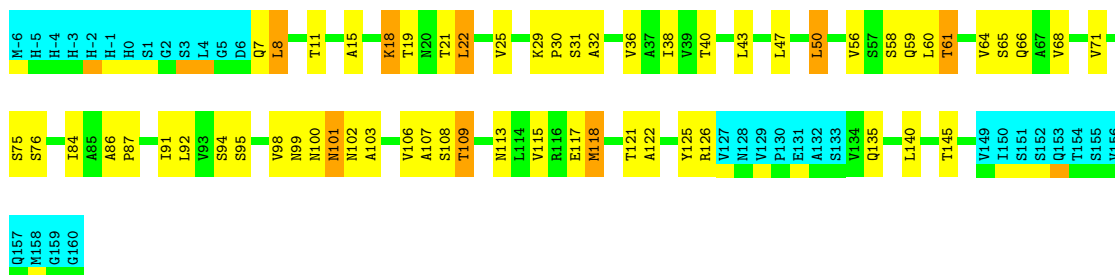 M-6 H-5 H-4 H-3 H-2 H-1 H0 S1 G2 S3 L4 G5 D6 Q7 L8 T11 A15 K18 T19 N20 T21 L22 V25 K29 P30 S31 A32 V36 A37 I38 V39 T40 L43 L47 L50 V56 S57 S58 Q59 L60 T61 V64 S65 Q66 A67 V68 V71
S75 S76 I84 A85 A86 P87 I91 L92 V93 S94 S95 V98 N99 N100 N101 N102 A103 V106 A107 S108 T109 N113 L114 V115 R116 E117 M118 T121 A122 Y125 R126 V127 N128 V129 P130 E131 A132 S133 V134 Q135 L140 T145 V149 I150 S151 S152 Q153 T154 S155 V156
Q157 M158 G159 G160